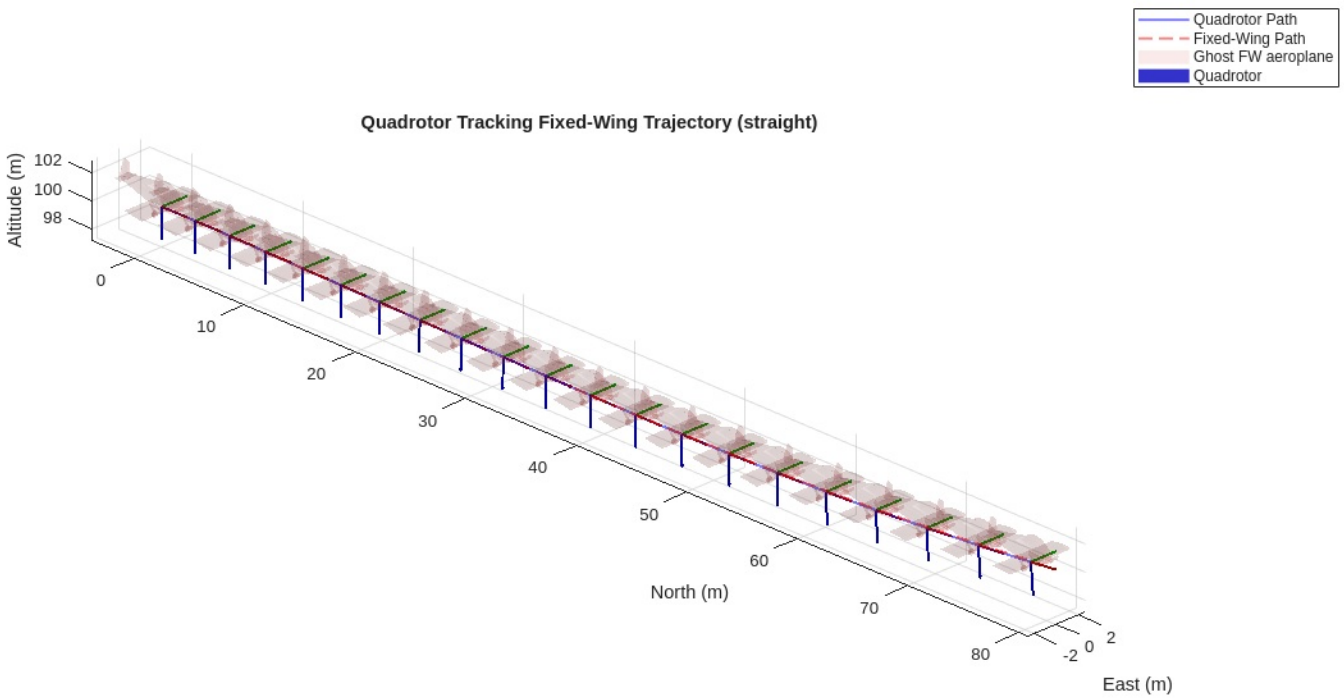 Quadrotor Path
Fixed-Wing Path
Ghost FW aeroplane
Quadrotor
Quadrotor Tracking Fixed-Wing Trajectory (straight)
Altitude (m)
102
100
98
0
10
20
30
40
50
60
70
80
North (m)
-2
0
2
East (m)